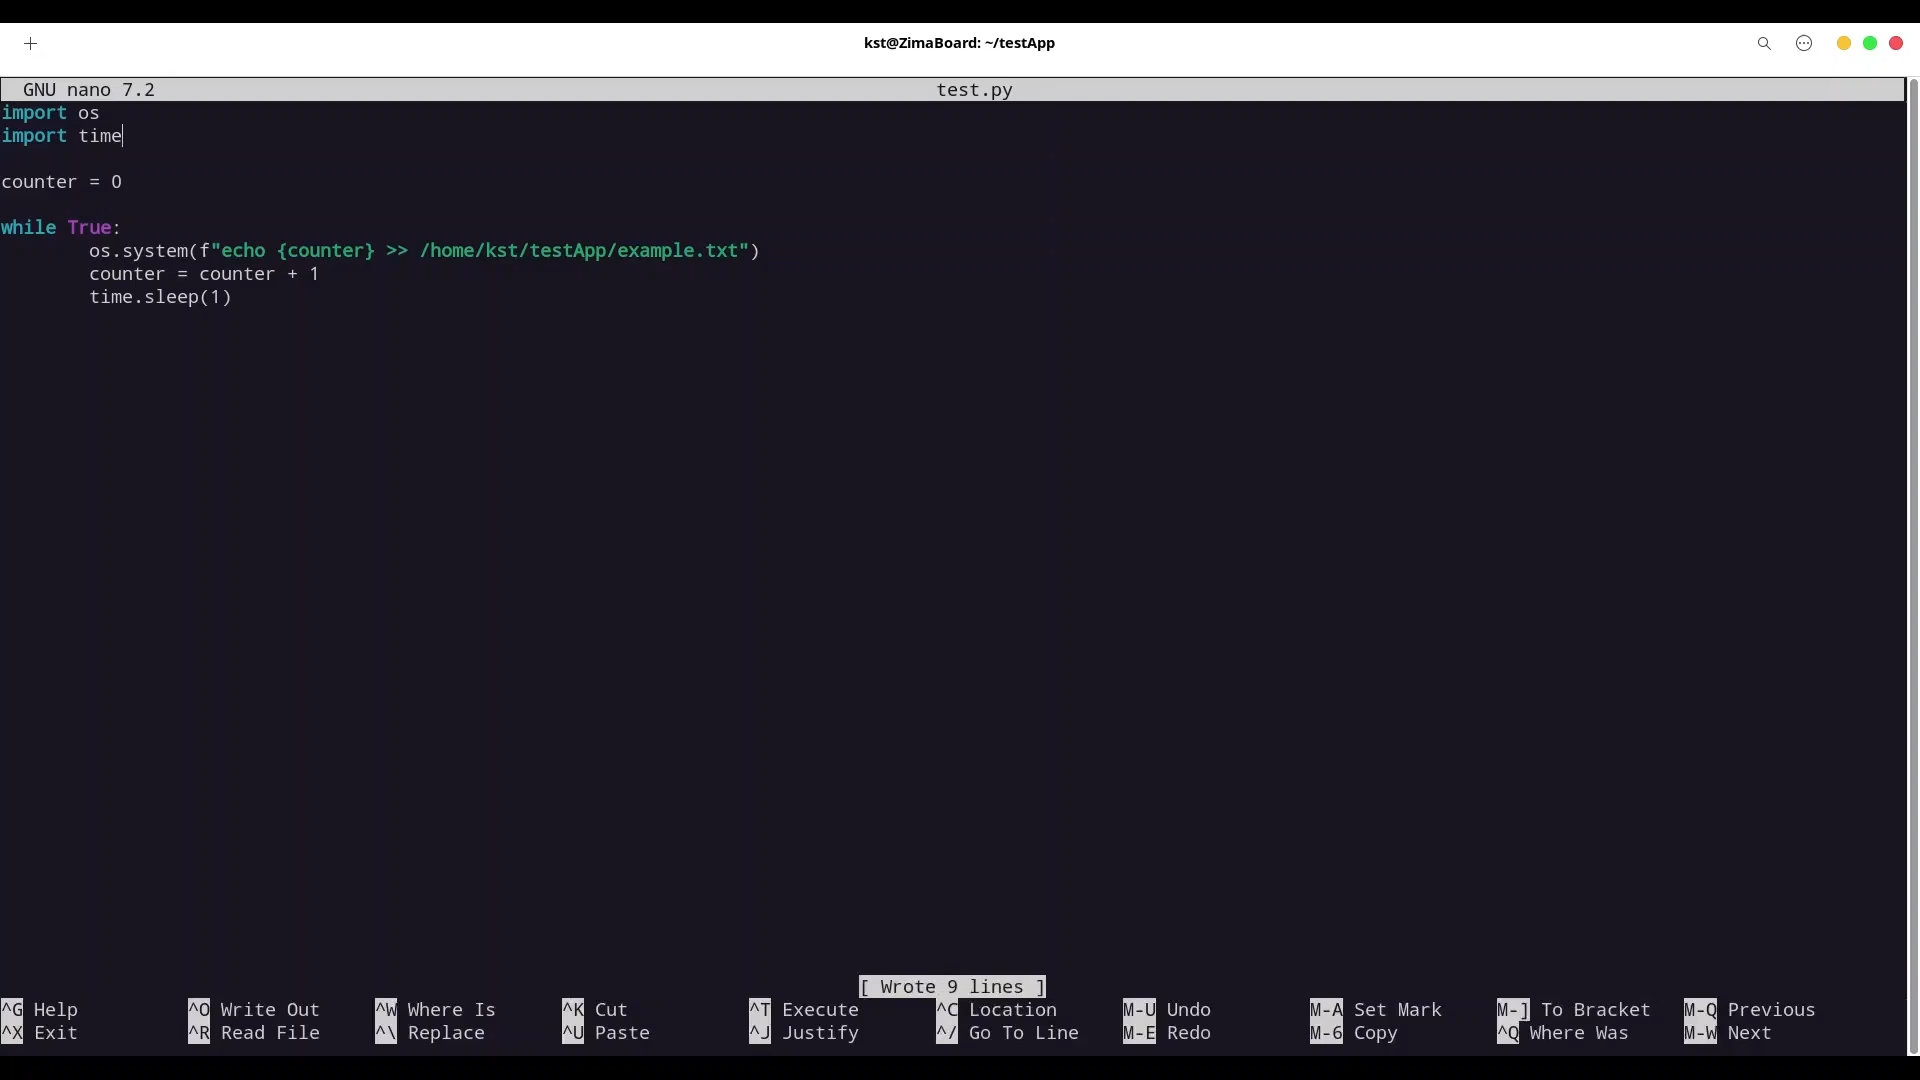 kst@ZimaBoard: ~/testApp
GNU nano 7.2 test.py
import os
import time
counter = 0
while True:
        os.system(f"echo {counter} >> /home/kst/testApp/example.txt")
        counter = counter + 1
        time.sleep(1)
[ Wrote 9 lines ]
^G Help ^O Write Out ^W Where Is ^K Cut ^T Execute ^C Location M-U Undo M-A Set Mark M-] To Bracket M-Q Previous
^X Exit ^R Read File ^\ Replace ^U Paste ^J Justify ^/ Go To Line M-E Redo M-6 Copy ^Q Where Was M-W Next